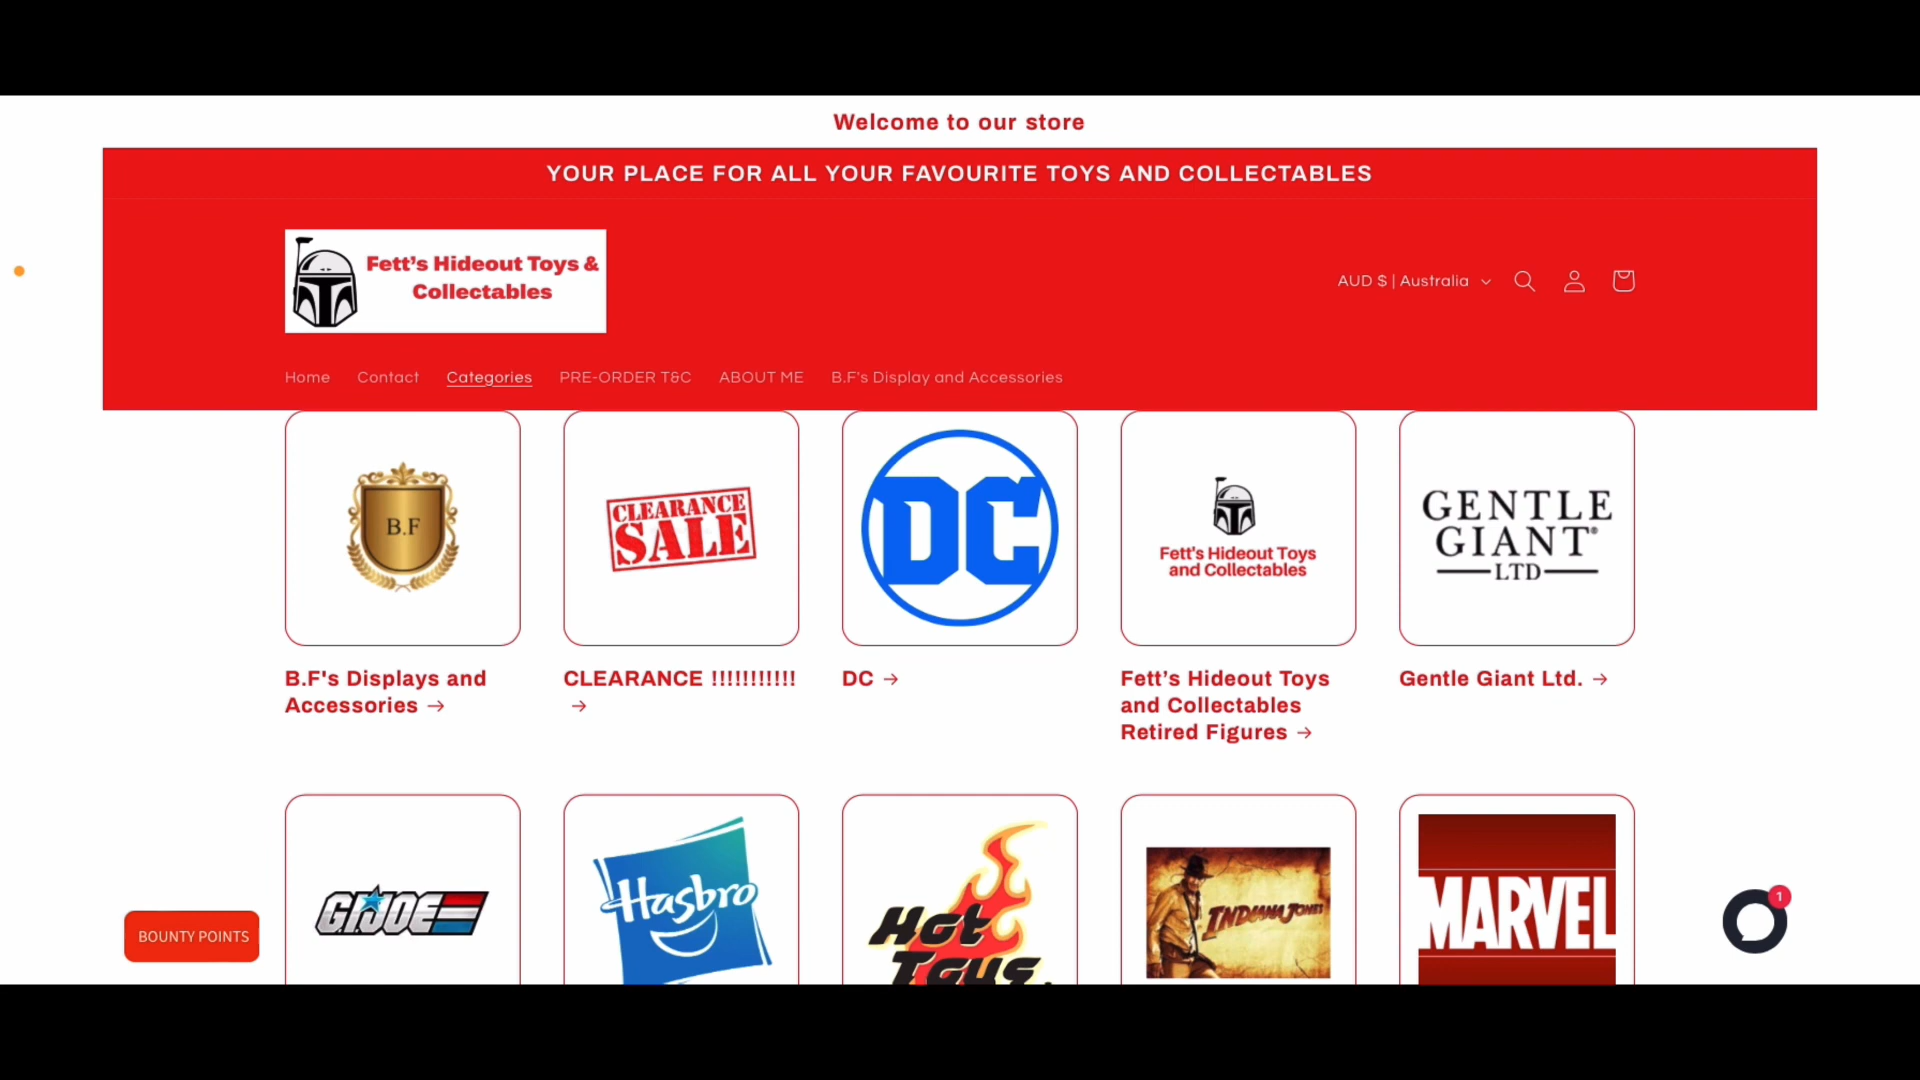 Welcome to our store
YOUR PLACE FOR ALL YOUR FAVOURITE TOYS AND COLLECTABLES
Fett's Hideout Toys &
Collectables
AUD $ | Australia
Home Contact Categories PRE-ORDER T&C ABOUT ME B.F's Display and Accessories
B.F
CLEARANCE
SALE
DC
Fett's Hideout Toys
and Collectables
GENTLE
GIANT®
LTD
B.F's Displays and
Accessories →
CLEARANCE !!!!!!!!!!!
→
DC →
Fett’s Hideout Toys
and Collectables
Retired Figures →
Gentle Giant Ltd. →
GIJOE
Hasbro
Hot
Toys
INDIANA JONES
MARVEL
BOUNTY POINTS
1